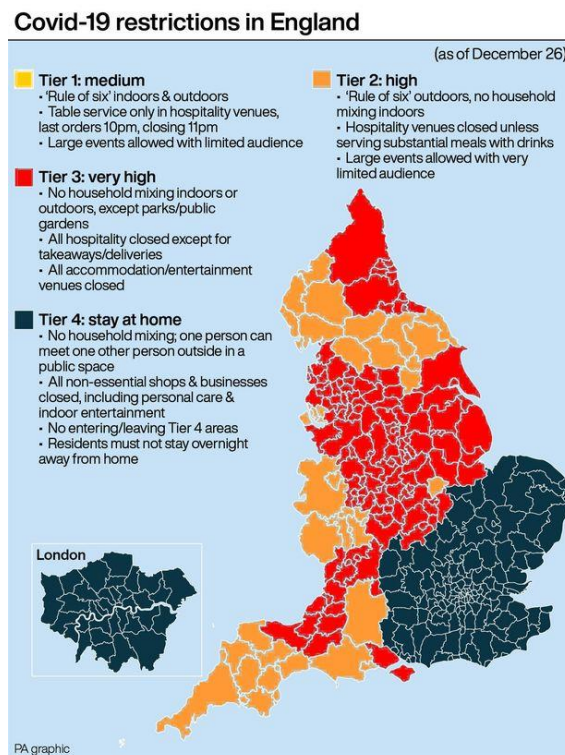 Covid-19 restrictions in England
(as of December 26)
Tier 1: medium
• 'Rule of six' indoors & outdoors
• Table service only in hospitality venues,
last orders 10pm, closing 11pm
• Large events allowed with limited audience
Tier 2: high
• 'Rule of six' outdoors, no household
mixing indoors
• Hospitality venues closed unless
serving substantial meals with drinks
• Large events allowed with very
limited audience
Tier 3: very high
• No household mixing indoors or
outdoors, except parks/public
gardens
• All hospitality closed except for
takeaways/deliveries
• All accommodation/entertainment
venues closed
Tier 4: stay at home
• No household mixing; one person can
meet one other person outside in a
public space
• All non-essential shops & businesses
closed, including personal care &
indoor entertainment
• No entering/leaving Tier 4 areas
• Residents must not stay overnight
away from home
London
PA graphic